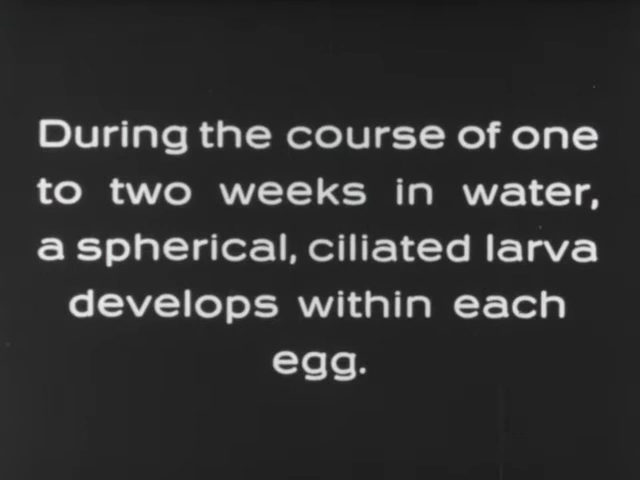 During the course of one
to two weeks in water,
a spherical, ciliated larva
develops within each
egg.